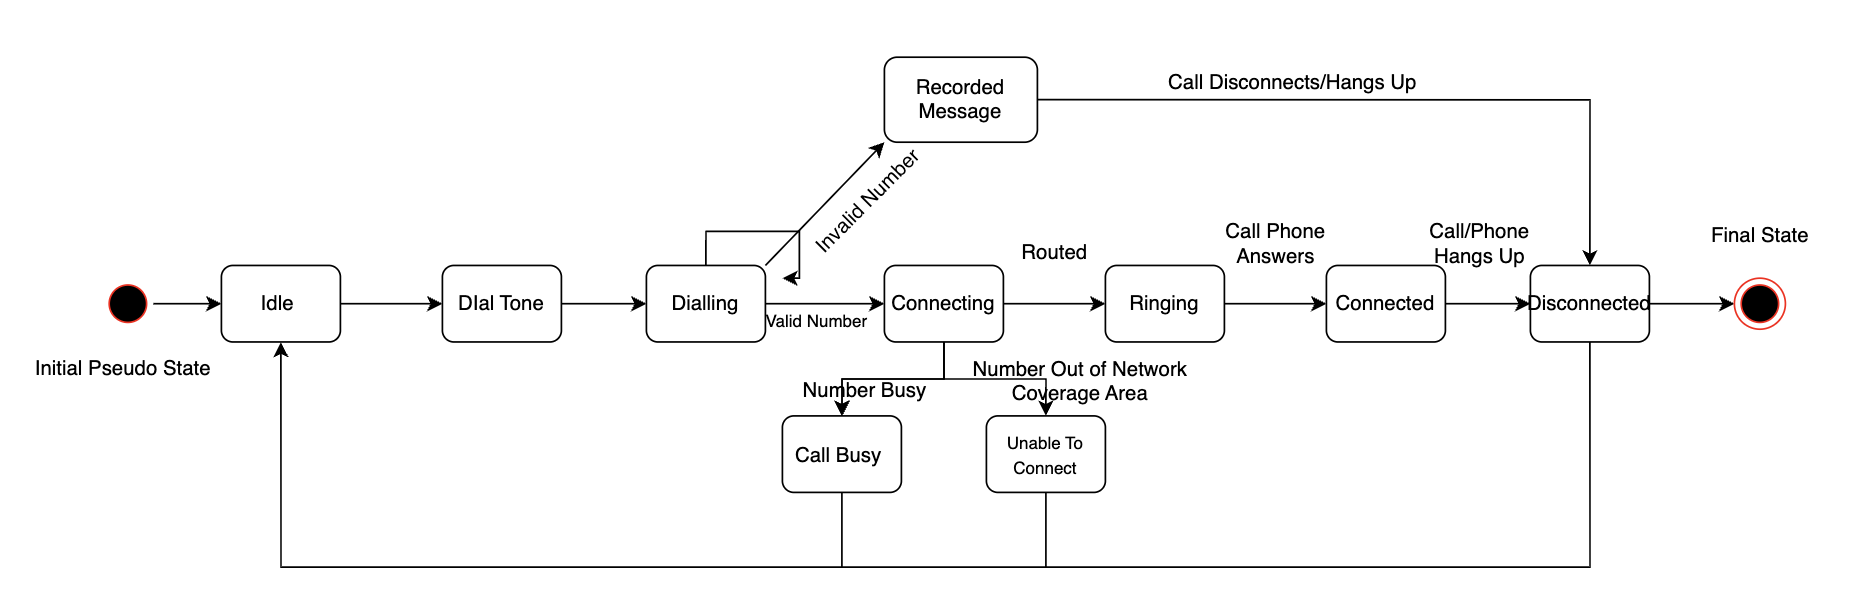 Recorded
Message
Call Disconnects/Hangs Up
Invalid Number
Routed
Call Phone
Answers
Call/Phone
Hangs Up
Final State
Idle
DIal Tone
Dialling
Valid Number
Connecting
Ringing
Connected
Disconnected
Initial Pseudo State
Number Busy
Number Out of Network
Coverage Area
Call Busy
Unable To
Connect